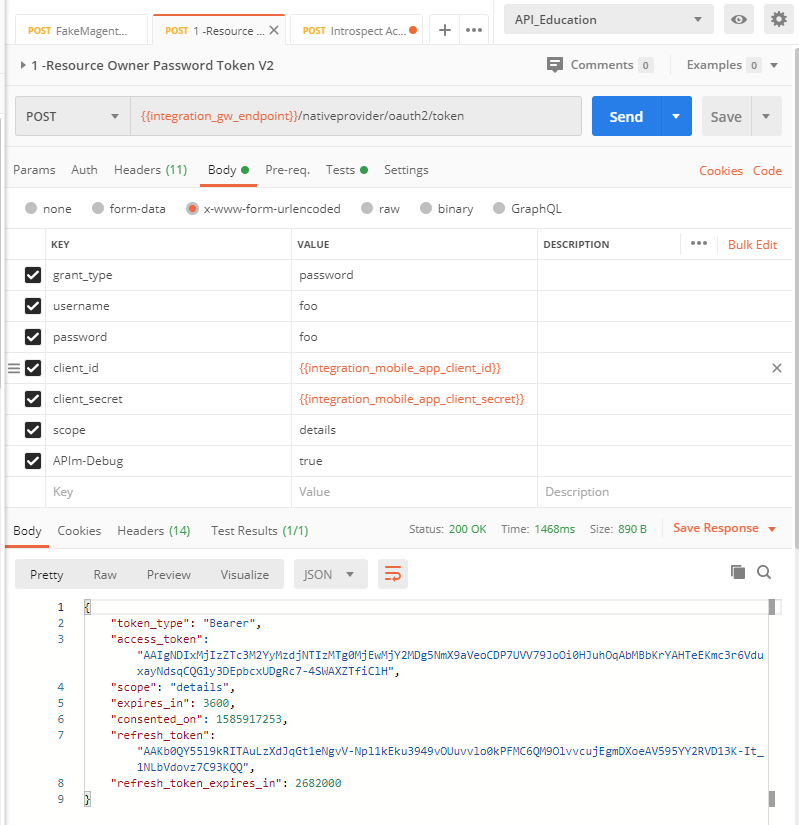 POST FakeMagent... POST 1 -Resource ... POST Introspect Ac... API_Education
1 -Resource Owner Password Token V2 Comments 0 Examples 0
POST {{integration_gw_endpoint}}/nativeprovider/oauth2/token Send Save
Params Auth Headers (11) Body Pre-req. Tests Settings Cookies Code
none form-data x-www-form-urlencoded raw binary GraphQL
KEY VALUE DESCRIPTION ••• Bulk Edit
grant_type password
username foo
password foo
client_id {{integration_mobile_app_client_id}}
client_secret {{integration_mobile_app_client_secret}}
scope details
APIm-Debug true
Key Value Description
Body Cookies Headers (14) Test Results (1/1) Status: 200 OK Time: 1468ms Size: 890 B Save Response
Pretty Raw Preview Visualize JSON
1 {
2 "token_type": "Bearer",
3 "access_token":
"AAIgNDIxMjIzZTc3M2YyMzdjNTIzMTg0MjEwMjY2MDg5NmX9aVeoCDP7UVV79JoOi0HJuhOqAbMBbKrYAHTeEKmc3r6Vdu
xayNdsqCQG1y3DEpbcxUDgRc7-4SWAXZTfiClH",
4 "scope": "details",
5 "expires_in": 3600,
6 "consented_on": 1585917253,
7 "refresh_token":
"AAKb0QY55l9kRITAuLzXdJqGt1eNgvV-Npl1kEku3949vOUuvvlo0kPFMC6QM9OlvvcujEgmDXoeAV595YY2RVD13K-It_
1NLbVdovz7C93KQQ",
8 "refresh_token_expires_in": 2682000
9 }